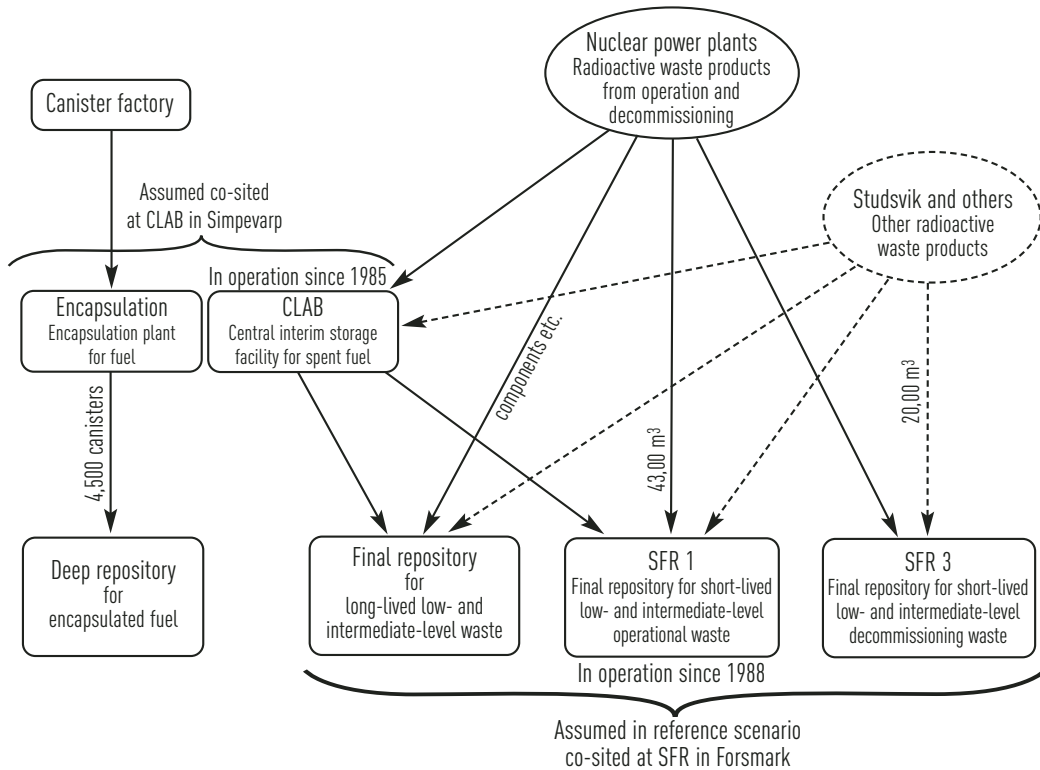 Nuclear power plants
Radioactive waste products
from operation and
decommissioning
Canister factory
Assumed co-sited
at CLAB in Simpevarp
Studsvik and others
Other radioactive
waste products
In operation since 1985
Encapsulation
Encapsulation plant
for fuel
CLAB
Central interim storage
facility for spent fuel
components etc.
4,500 canisters
43,00 m³
20,00 m³
Deep repository
for
encapsulated fuel
Final repository
for
long-lived low- and
intermediate-level waste
SFR 1
Final repository for short-lived
low- and intermediate-level
operational waste
SFR 3
Final repository for short-lived
low- and intermediate-level
decommissioning waste
In operation since 1988
Assumed in reference scenario
co-sited at SFR in Forsmark